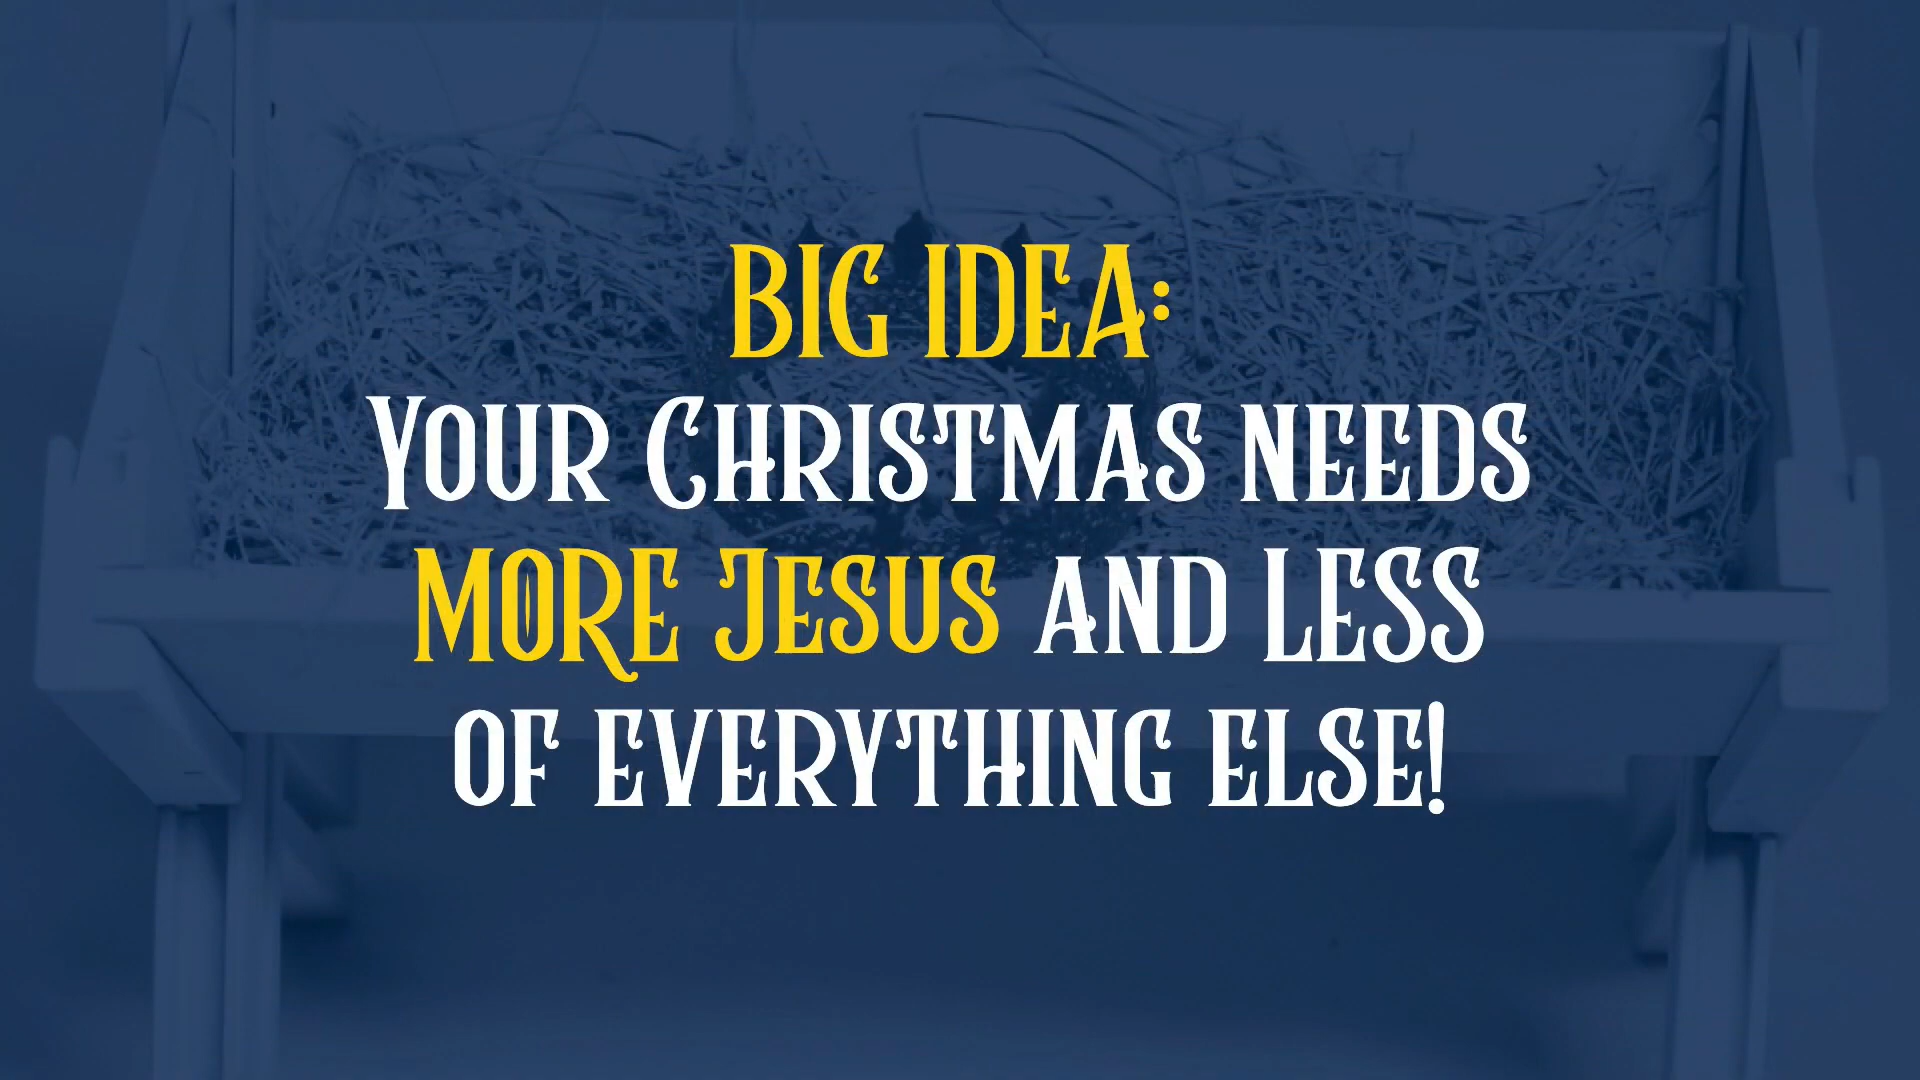 BIG IDEA:
YOUR CHRISTMAS NEEDS
MORE JESUS AND LESS
OF EVERYTHING ELSE!